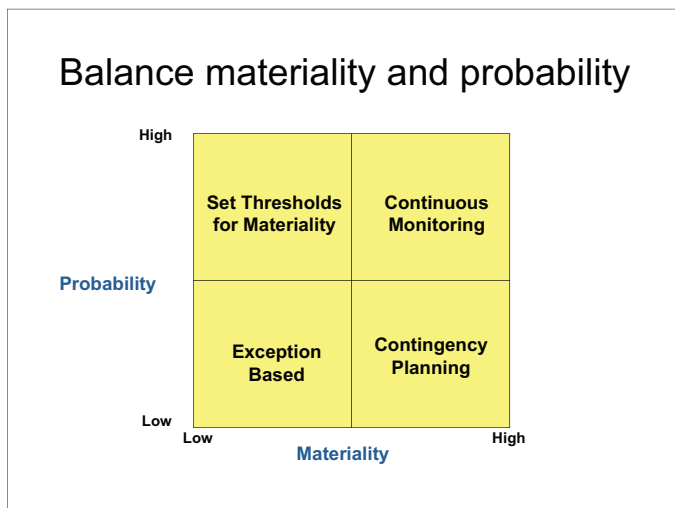 Balance materiality and probability
High
Set Thresholds
for Materiality
Continuous
Monitoring
Probability
Exception
Based
Contingency
Planning
Low
Low
High
Materiality